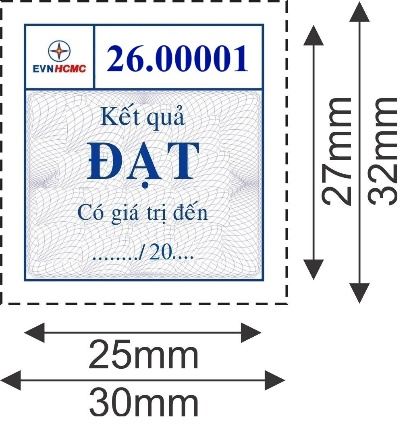 EVNHCMC
26.00001
Kết quả
ĐẠT
Có giá trị đến
......../ 20....
27mm
32mm
25mm
30mm